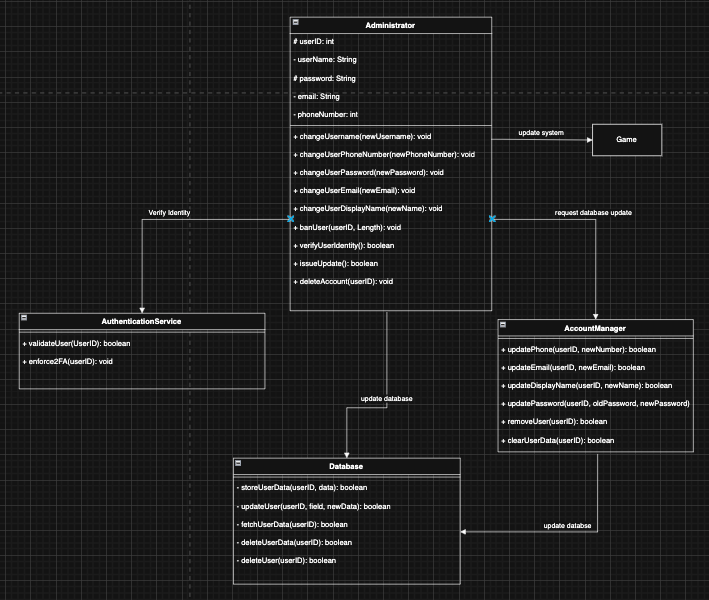 Administrator
# userID: int
- userName: String
# password: String
- email: String
- phoneNumber: int
+ changeUsername(newUsername): void
+ changeUserPhoneNumber(newPhoneNumber): void
+ changeUserPassword(newPassword): void
+ changeUserEmail(newEmail): void
+ changeUserDisplayName(newName): void
+ banUser(userID, Length): void
+ verifyUserIdentity(): boolean
+ issueUpdate(): boolean
+ deleteAccount(userID): void
update system
Game
Verify Identity
request database update
AuthenticationService
+ validateUser(UserID): boolean
+ enforce2FA(userID): void
AccountManager
+ updatePhone(userID, newNumber): boolean
+ updateEmail(userID, newEmail): boolean
+ updateDisplayName(userID, newName): boolean
+ updatePassword(userID, oldPassword, newPassword)
+ removeUser(userID): boolean
+ clearUserData(userID): boolean
update database
Database
- storeUserData(userID, data): boolean
- updateUser(userID, field, newData): boolean
- fetchUserData(userID): boolean
- deleteUserData(userID): boolean
- deleteUser(userID): boolean
update databse